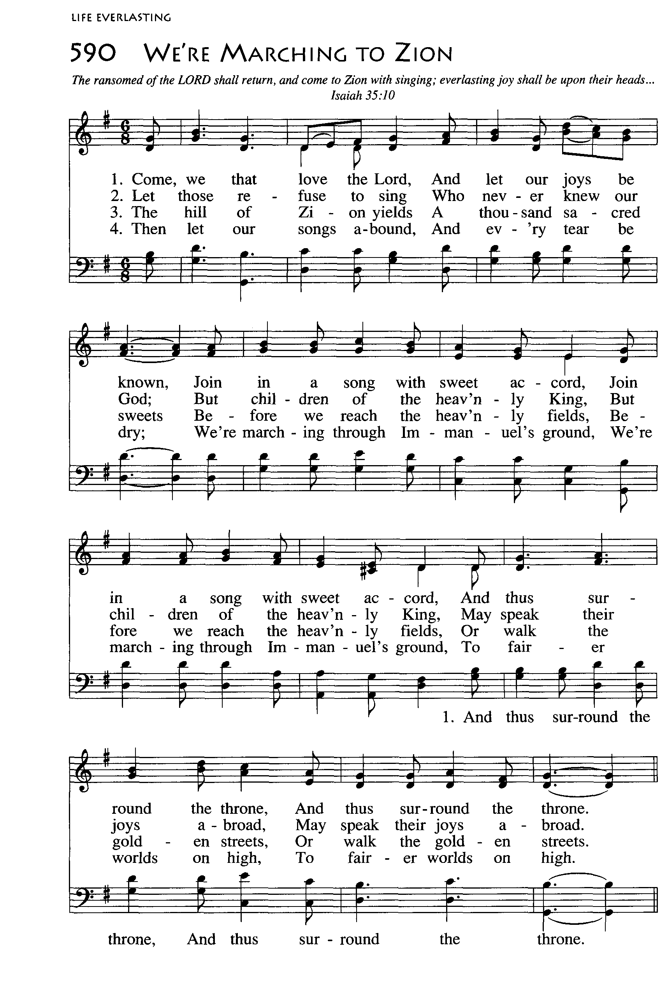 LIFE EVERLASTING
590 WE'RE MARCHING TO ZION
The ransomed of the LORD shall return, and come to Zion with singing; everlasting joy shall be upon their heads...
Isaiah 35:10
6
8
1. Come, we that love the Lord, And let our joys be
2. Let those re - fuse to sing Who nev - er knew our
3. The hill of Zi - on yields A thou - sand sa - cred
4. Then let our songs a - bound, And ev - 'ry tear be
6
8
known, Join in a song with sweet ac - cord, Join
God; But chil - dren of the heav'n - ly King, But
sweets Be - fore we reach the heav'n - ly fields, Be -
dry; We're march - ing through Im - man - uel's ground, We're
in a song with sweet ac - cord, And thus sur -
chil - dren of the heav'n - ly King, May speak their
fore we reach the heav'n - ly fields, Or walk the
march - ing through Im - man - uel's ground, To fair - er
1. And thus sur-round the
round the throne, And thus sur - round the throne.
joys a - broad, May speak their joys a - broad.
gold - en streets, Or walk the gold - en streets.
worlds on high, To fair - er worlds on high.
throne, And thus sur - round the throne.